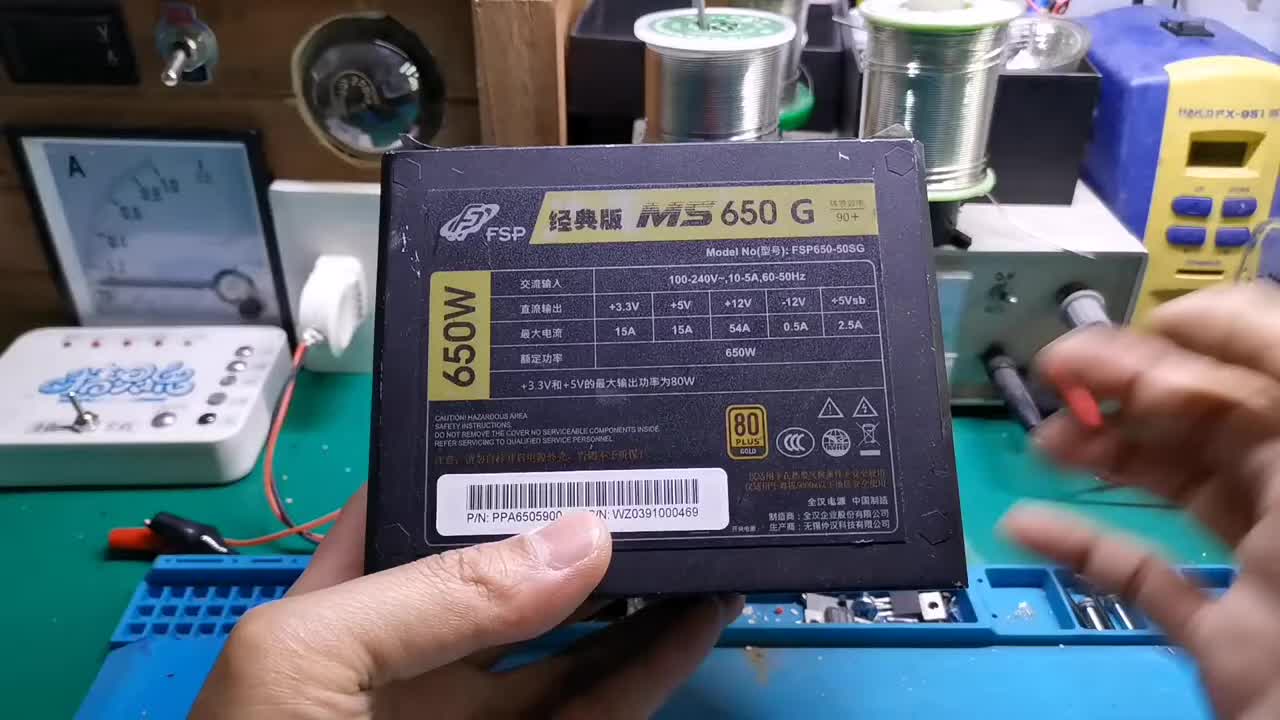 HAKO FX-951
A
FSP
经典版 MS 650 G
90+
Model No(型号): FSP650-50SG
650W
交流输入 100-240V~,10-5A,60-50Hz
直流输出 +3.3V +5V +12V -12V +5Vsb
最大电流 15A 15A 54A 0.5A 2.5A
额定功率 650W
+3.3V和+5V的最大输出功率为80W
CAUTION! HAZARDOUS AREA
SAFETY INSTRUCTIONS:
DO NOT REMOVE THE COVER NO SERVICEABLE COMPONENTS INSIDE.
REFER SERVICING TO QUALIFIED SERVICE PERSONNEL.
80
PLUS
GOLD
P/N: PPA6505900 /N: WZ0391000469
全汉电源 中国制造
制造商：全汉企业股份有限公司
生产商：无锡仲汉科技有限公司